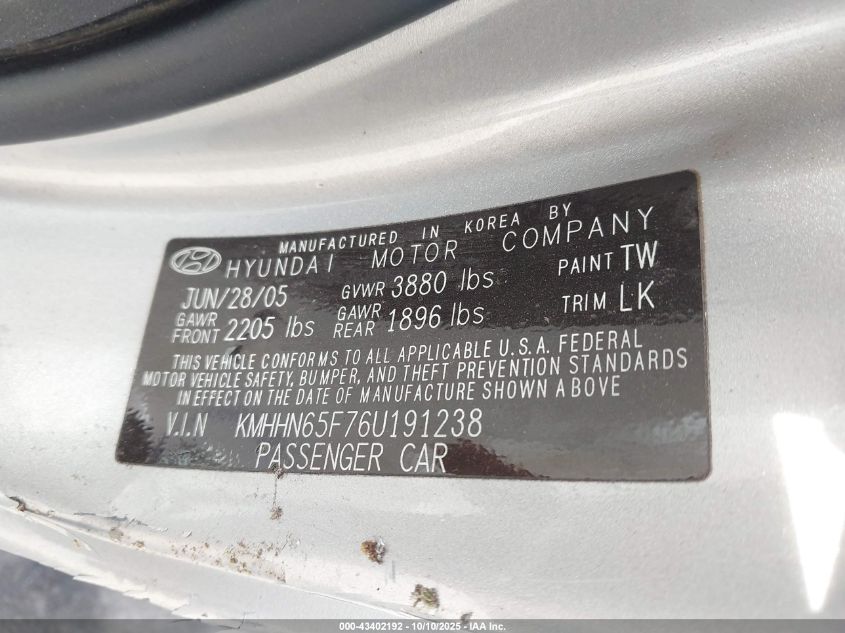 MANUFACTURED IN KOREA BY
HYUNDAI MOTOR COMPANY
JUN/28/05 GVWR 3880 lbs PAINT TW
GAWR FRONT 2205 lbs GAWR REAR 1896 lbs TRIM LK
THIS VEHICLE CONFORMS TO ALL APPLICABLE U.S.A. FEDERAL
MOTOR VEHICLE SAFETY, BUMPER, AND THEFT PREVENTION STANDARDS
IN EFFECT ON THE DATE OF MANUFACTURE SHOWN ABOVE
V.I.N KMHHN65F76U191238
PASSENGER CAR
000-43402192 - 10/10/2025 - IAA Inc.